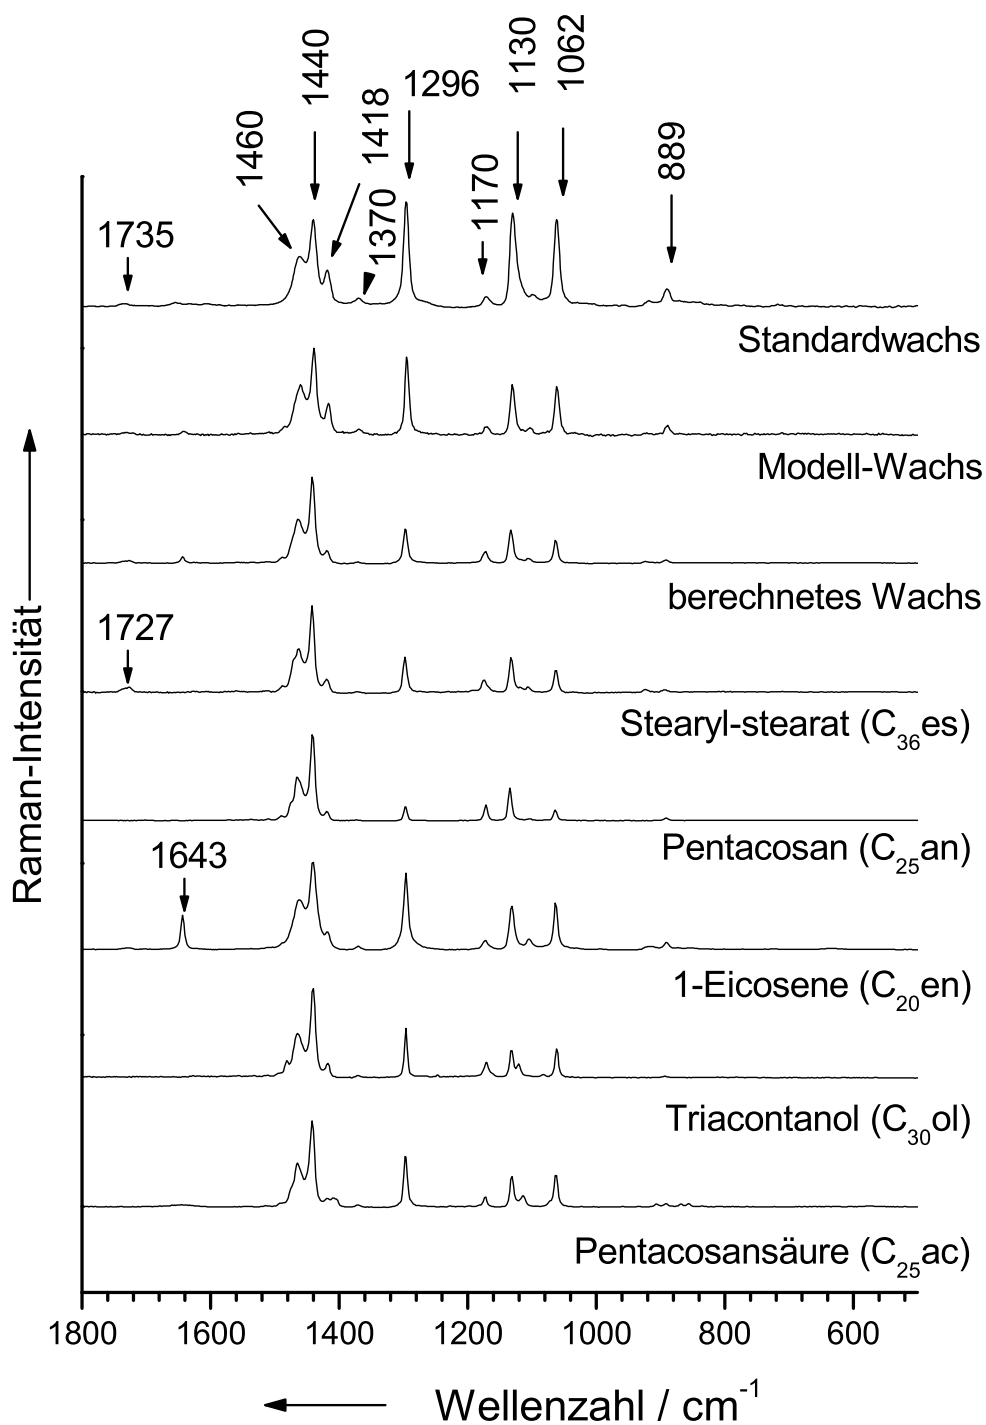 1440
1130
1062
1296
1418
1460
889
1170
1370
1735
Standardwachs
Modell-Wachs
berechnetes Wachs
1727
Stearyl-stearat (C36es)
Pentacosan (C25an)
1643
1-Eicosene (C20en)
Triacontanol (C30ol)
Pentacosansäure (C25ac)
Raman-Intensität
1800 1600 1400 1200 1000 800 600
Wellenzahl / cm-1